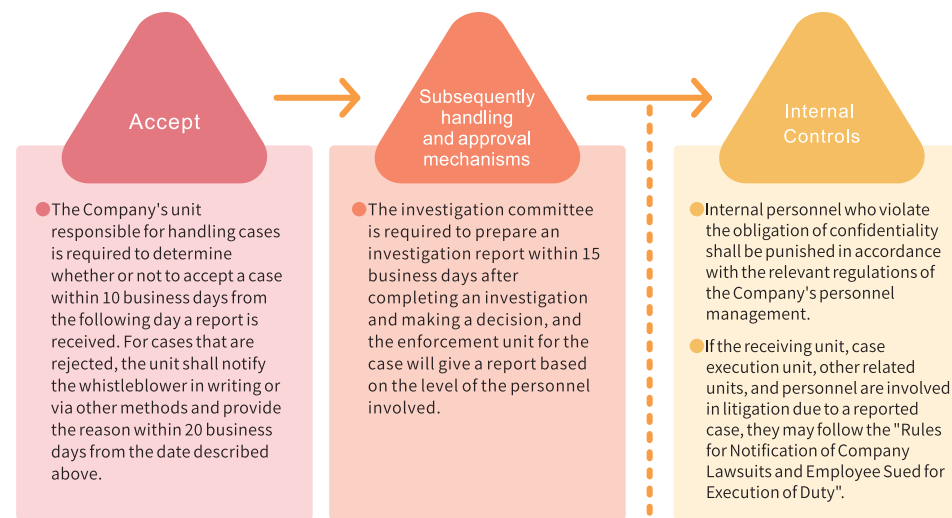 Accept
The Company's unit
responsible for handling cases
is required to determine
whether or not to accept a case
within 10 business days from
the following day a report is
received. For cases that are
rejected, the unit shall notify
the whistleblower in writing or
via other methods and provide
the reason within 20 business
days from the date described
above.
Subsequently
handling
and approval
mechanisms
The investigation committee
is required to prepare an
investigation report within 15
business days after
completing an investigation
and making a decision, and
the enforcement unit for the
case will give a report based
on the level of the personnel
involved.
Internal
Controls
Internal personnel who violate
the obligation of confidentiality
shall be punished in accordance
with the relevant regulations of
the Company's personnel
management.
If the receiving unit, case
execution unit, other related
units, and personnel are involved
in litigation due to a reported
case, they may follow the "Rules
for Notification of Company
Lawsuits and Employee Sued for
Execution of Duty".